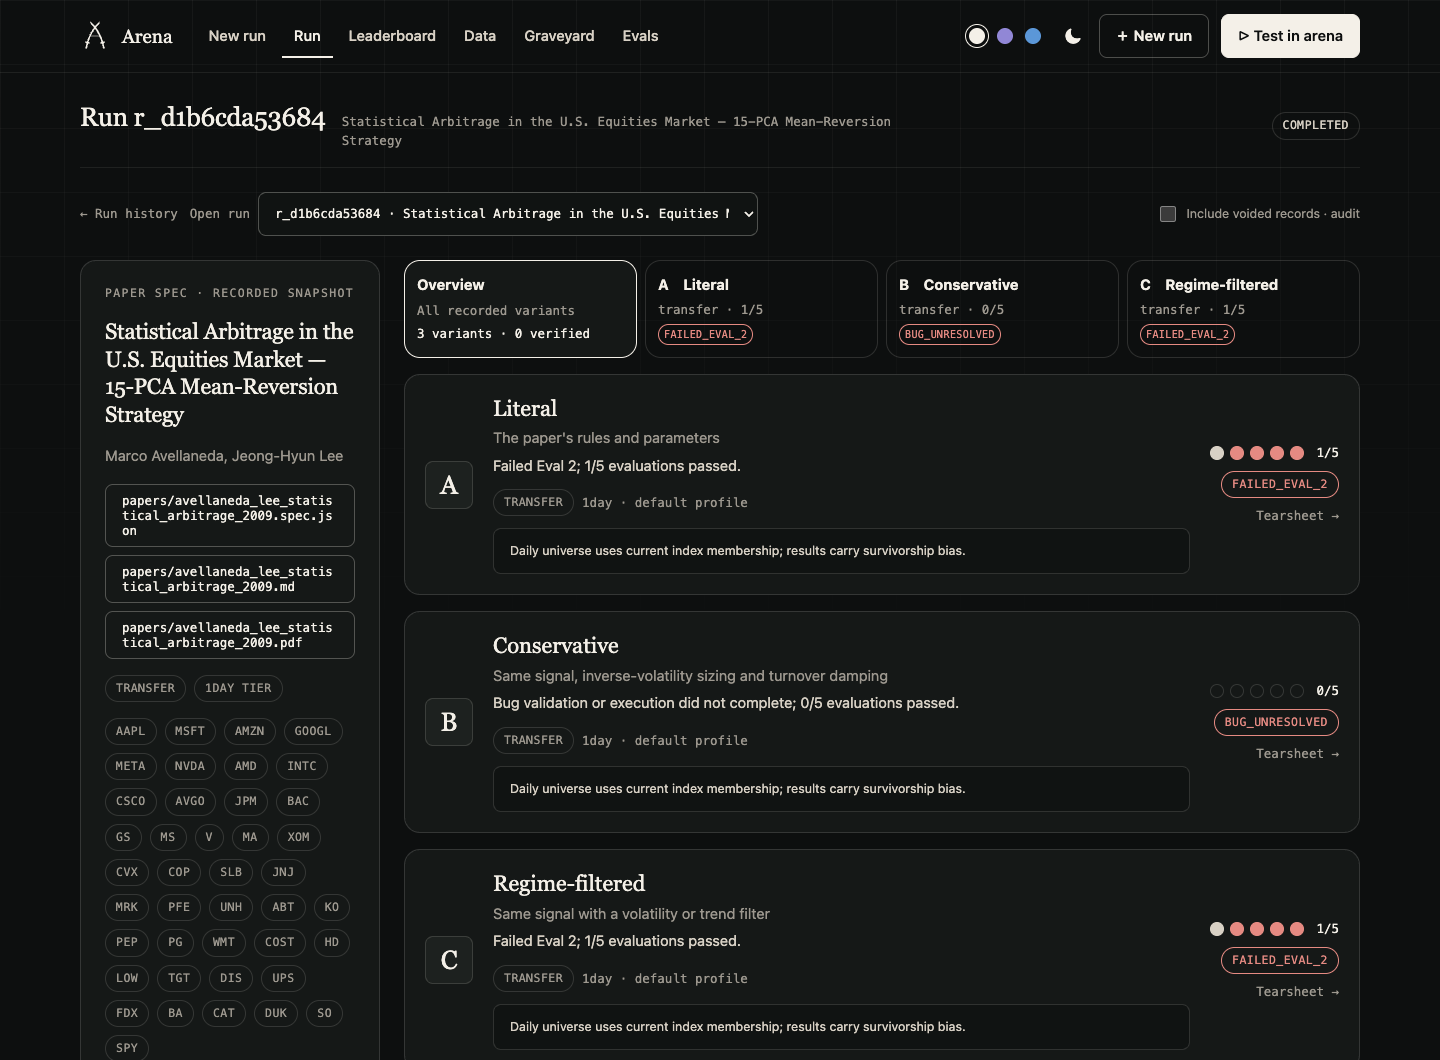 Arena
New run
Run
Leaderboard
Data
Graveyard
Evals
+ New run
Test in arena
Run r_d1b6cda53684
Statistical Arbitrage in the U.S. Equities Market — 15-PCA Mean-Reversion
Strategy
COMPLETED
← Run history
Open run
r_d1b6cda53684 · Statistical Arbitrage in the U.S. Equities
Include voided records · audit
PAPER SPEC · RECORDED SNAPSHOT
Statistical Arbitrage in the
U.S. Equities Market —
15-PCA Mean-Reversion
Strategy
Marco Avellaneda, Jeong-Hyun Lee
papers/avellaneda_lee_statis
tical_arbitrage_2009.spec.js
on
papers/avellaneda_lee_statis
tical_arbitrage_2009.md
papers/avellaneda_lee_statis
tical_arbitrage_2009.pdf
TRANSFER 1DAY TIER
AAPL MSFT AMZN GOOGL
META NVDA AMD INTC
CSCO AVGO JPM BAC
GS MS V MA XOM
CVX COP SLB JNJ
MRK PFE UNH ABT KO
PEP PG WMT COST HD
LOW TGT DIS UPS
FDX BA CAT DUK SO
SPY
Overview
All recorded variants
3 variants · 0 verified
A Literal
transfer · 1/5
FAILED_EVAL_2
B Conservative
transfer · 0/5
BUG_UNRESOLVED
C Regime-filtered
transfer · 1/5
FAILED_EVAL_2
A
Literal
The paper's rules and parameters
Failed Eval 2; 1/5 evaluations passed.
TRANSFER 1day · default profile
Daily universe uses current index membership; results carry survivorship bias.
1/5
FAILED_EVAL_2
Tearsheet →
B
Conservative
Same signal, inverse-volatility sizing and turnover damping
Bug validation or execution did not complete; 0/5 evaluations passed.
TRANSFER 1day · default profile
Daily universe uses current index membership; results carry survivorship bias.
0/5
BUG_UNRESOLVED
Tearsheet →
C
Regime-filtered
Same signal with a volatility or trend filter
Failed Eval 2; 1/5 evaluations passed.
TRANSFER 1day · default profile
Daily universe uses current index membership; results carry survivorship bias.
1/5
FAILED_EVAL_2
Tearsheet →